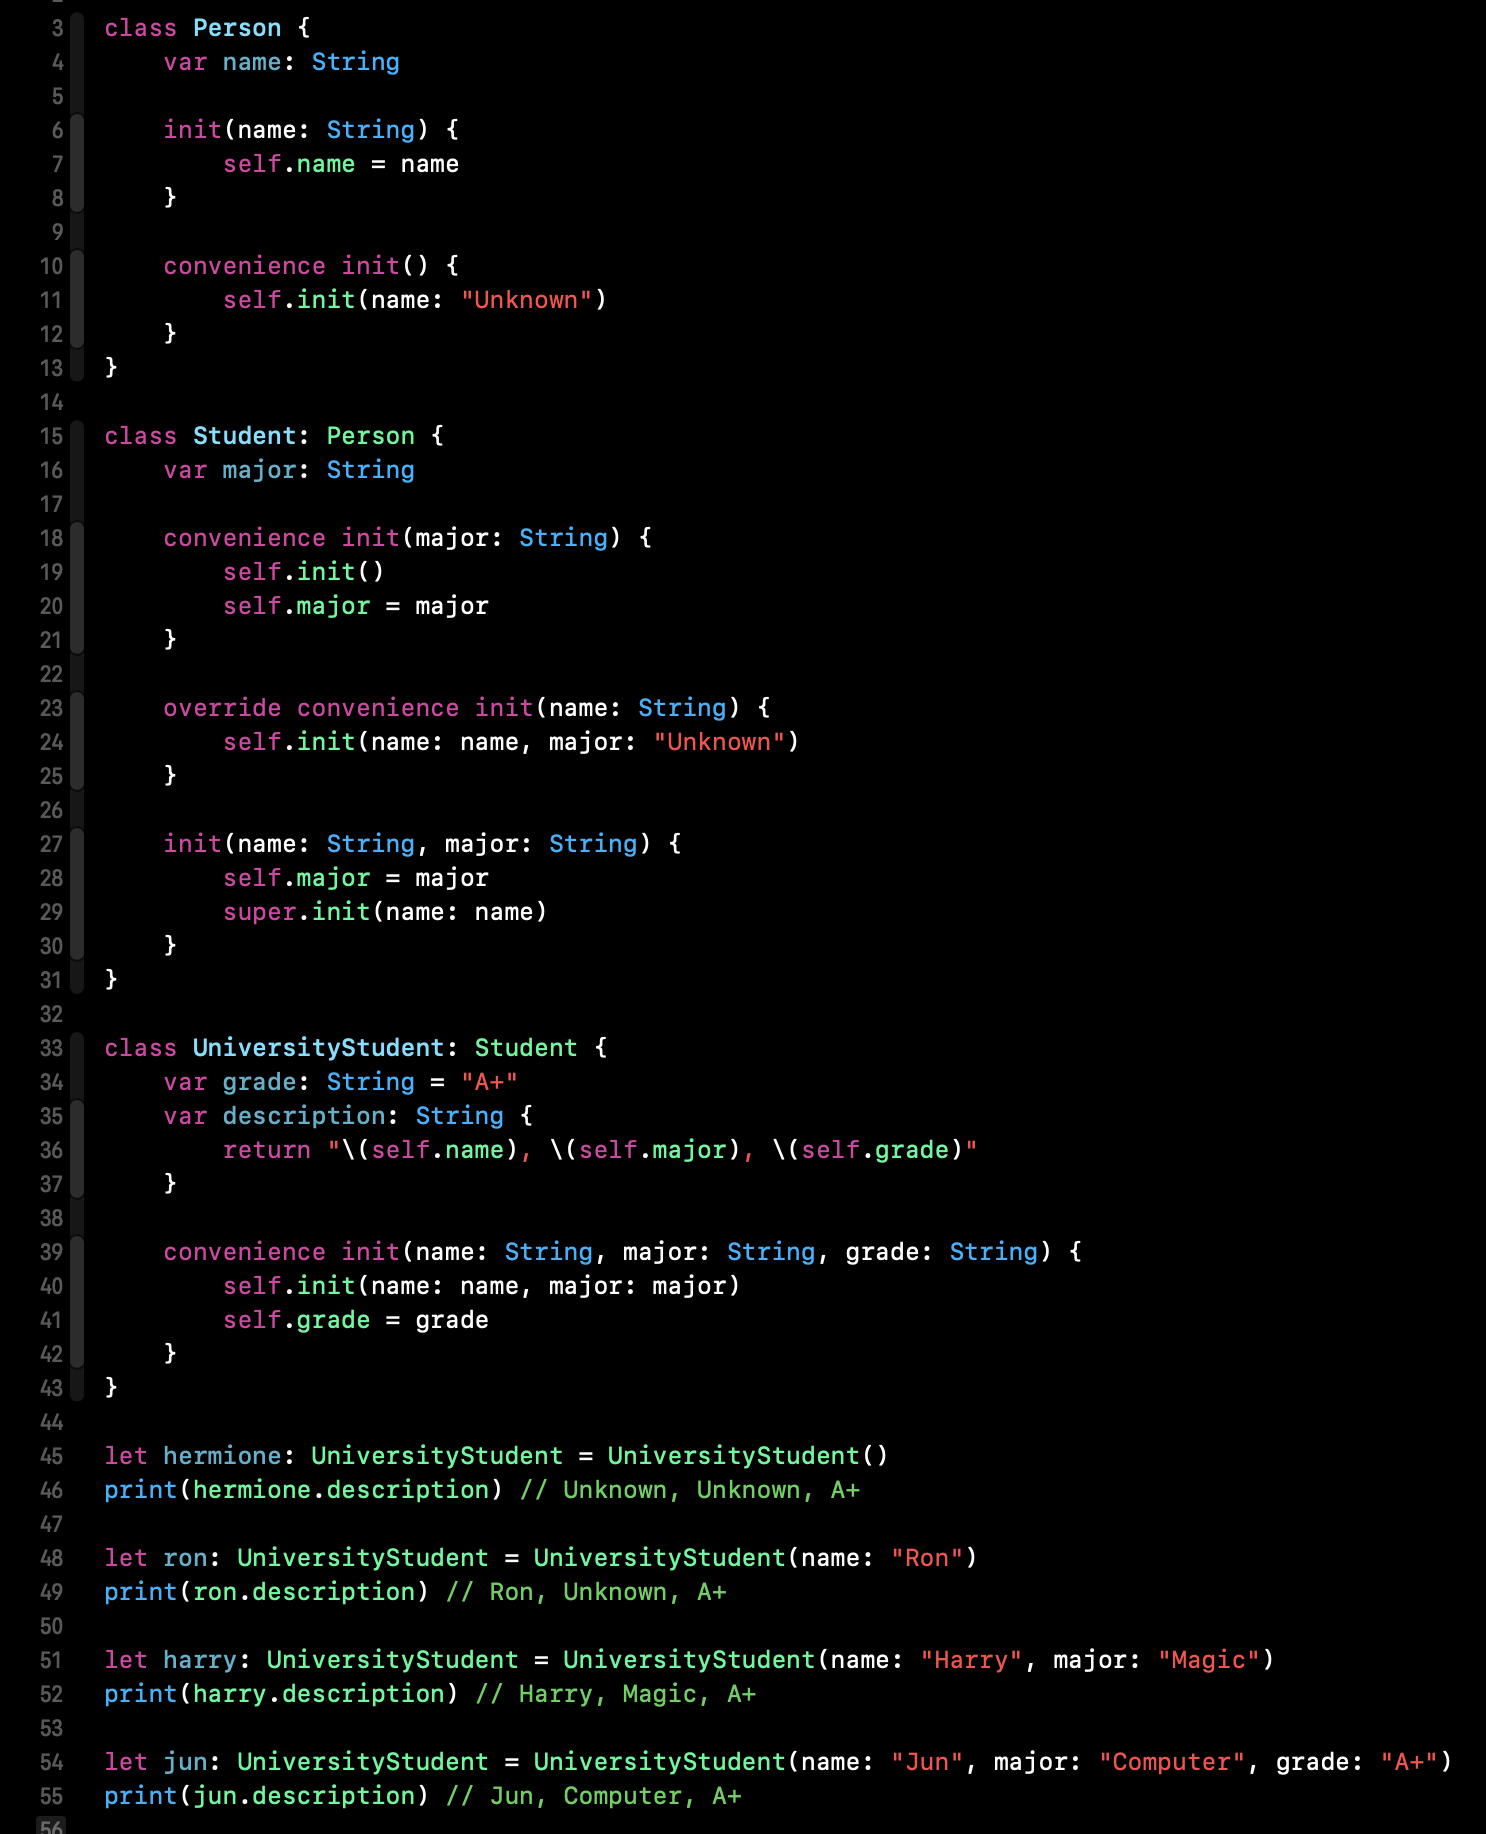 3 class Person {
4     var name: String
5
6     init(name: String) {
7         self.name = name
8     }
9
10     convenience init() {
11         self.init(name: "Unknown")
12     }
13 }
14
15 class Student: Person {
16     var major: String
17
18     convenience init(major: String) {
19         self.init()
20         self.major = major
21     }
22
23     override convenience init(name: String) {
24         self.init(name: name, major: "Unknown")
25     }
26
27     init(name: String, major: String) {
28         self.major = major
29         super.init(name: name)
30     }
31 }
32
33 class UniversityStudent: Student {
34     var grade: String = "A+"
35     var description: String {
36         return "\(self.name), \(self.major), \(self.grade)"
37     }
38
39     convenience init(name: String, major: String, grade: String) {
40         self.init(name: name, major: major)
41         self.grade = grade
42     }
43 }
44
45 let hermione: UniversityStudent = UniversityStudent()
46 print(hermione.description) // Unknown, Unknown, A+
47
48 let ron: UniversityStudent = UniversityStudent(name: "Ron")
49 print(ron.description) // Ron, Unknown, A+
50
51 let harry: UniversityStudent = UniversityStudent(name: "Harry", major: "Magic")
52 print(harry.description) // Harry, Magic, A+
53
54 let jun: UniversityStudent = UniversityStudent(name: "Jun", major: "Computer", grade: "A+")
55 print(jun.description) // Jun, Computer, A+
56